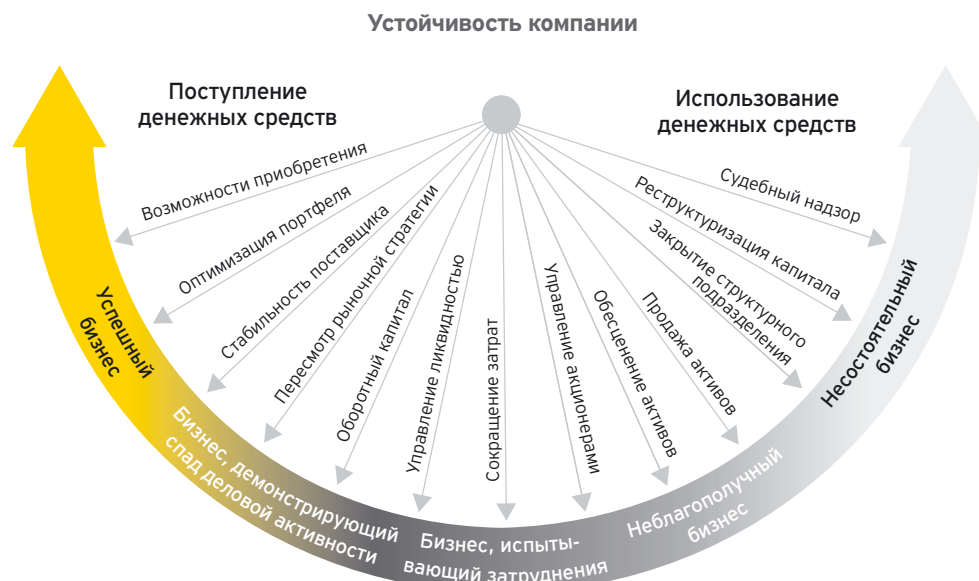 Устойчивость компании
Поступление
денежных средств
Использование
денежных средств
Возможности приобретения
Оптимизация портфеля
Стабильность поставщика
Пересмотр рыночной стратегии
Оборотный капитал
Управление ликвидностью
Сокращение затрат
Управление акционерами
Обесценение активов
Продажа активов
Закрытие структурного
подразделения
Реструктуризация капитала
Судебный надзор
Успешный
бизнес
Бизнес, демонстрирующий
спад деловой активности
Бизнес, испыты-
вающий затруднения
Неблагополучный
бизнес
Несостоятельный
бизнес